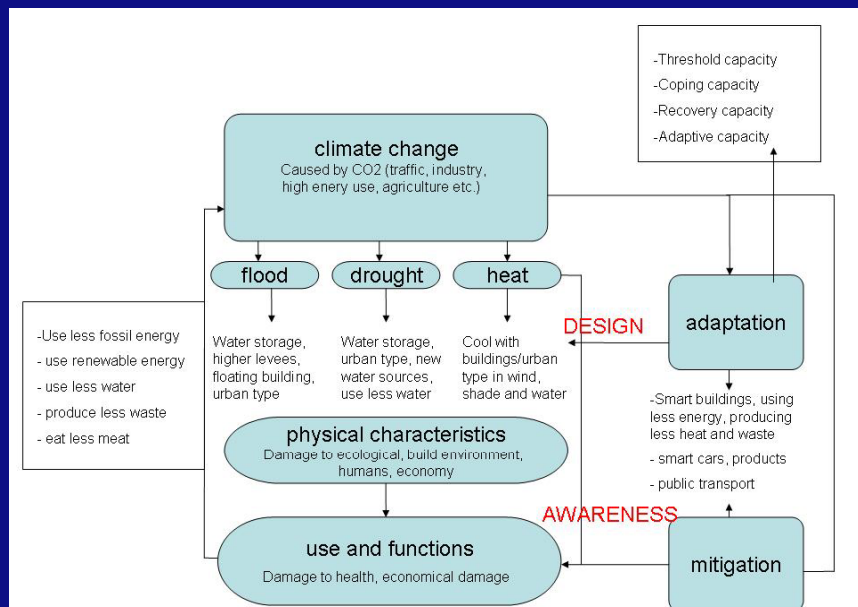 -Threshold capacity
-Coping capacity
-Recovery capacity
-Adaptive capacity
climate change
Caused by CO2 (traffic, industry,
high enery use, agriculture etc.)
flood
drought
heat
-Use less fossil energy
- use renewable energy
- use less water
- produce less waste
- eat less meat
Water storage,
higher levees,
floating building,
urban type
Water storage,
urban type, new
water sources,
use less water
Cool with
buildings/urban
type in wind,
shade and water
DESIGN
adaptation
-Smart buildings, using
less energy, producing
less heat and waste
- smart cars, products
- public transport
physical characteristics
Damage to ecological, build environment,
humans, economy
AWARENESS
use and functions
Damage to health, economical damage
mitigation